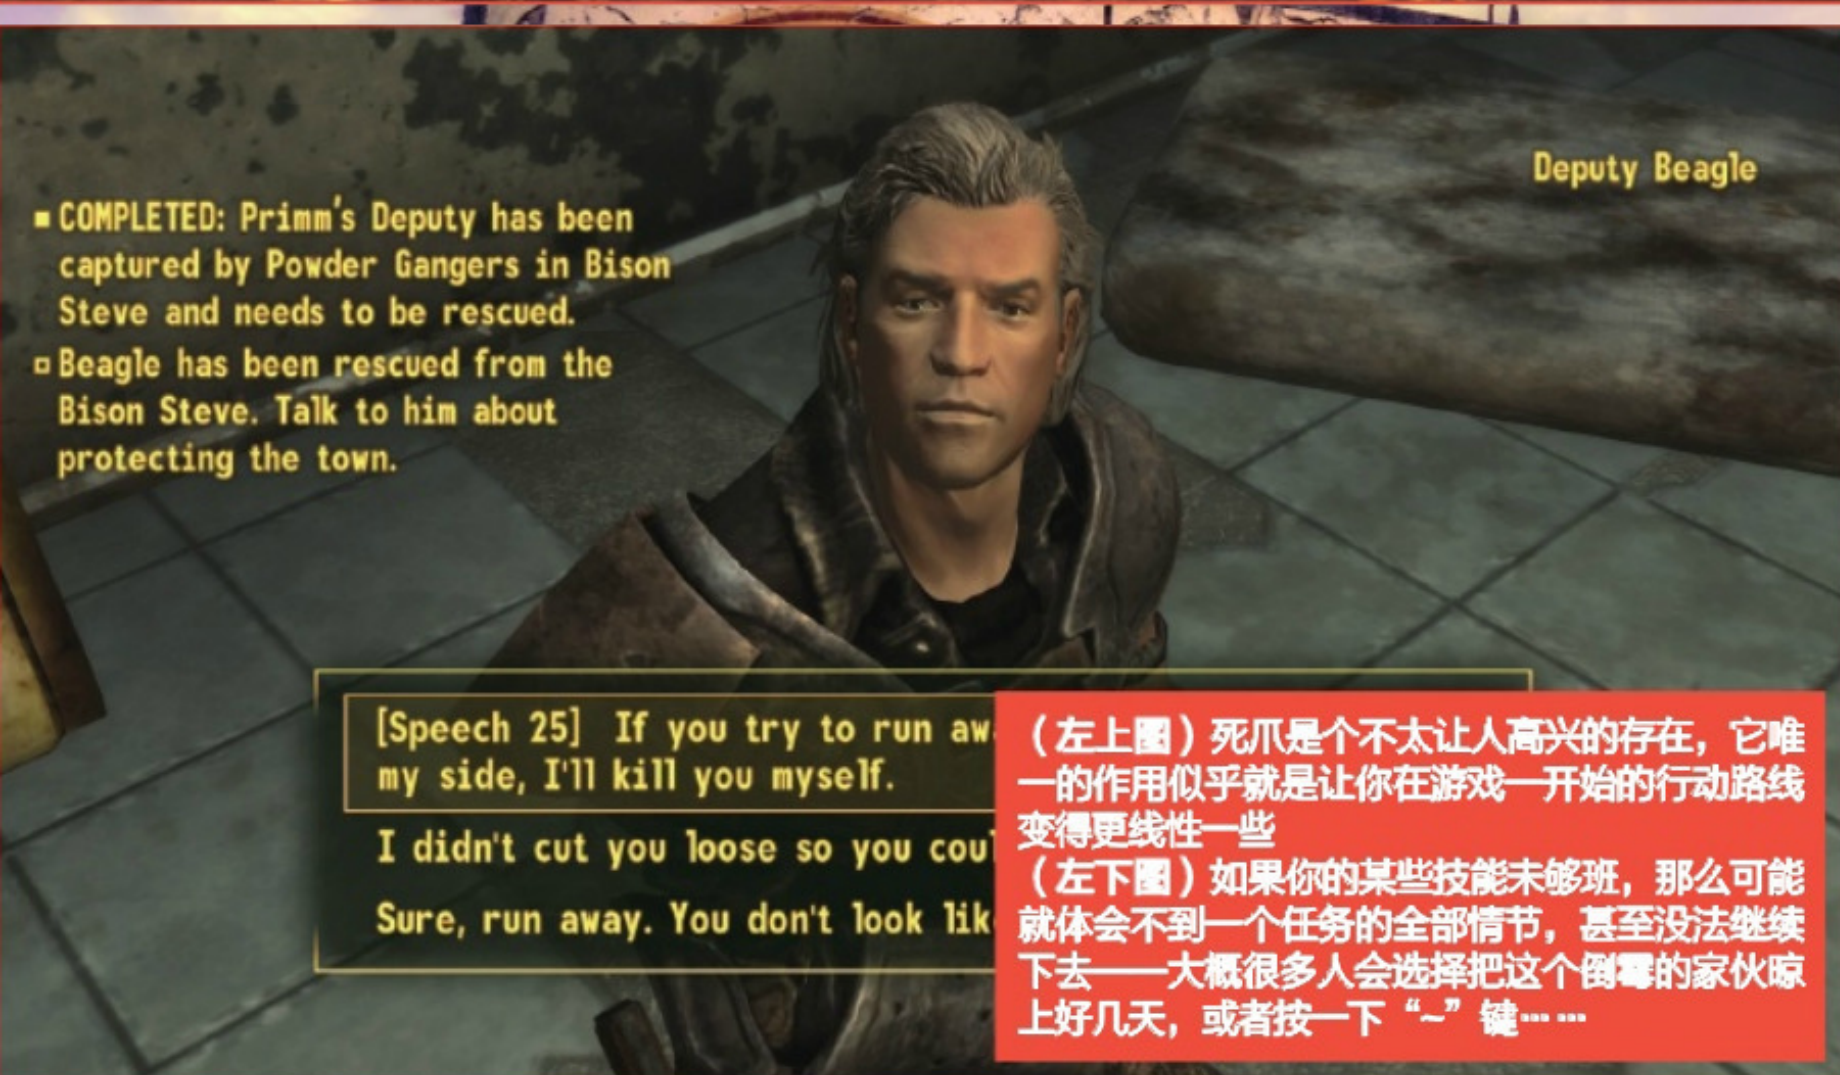 Deputy Beagle
COMPLETED: Primm's Deputy has been
captured by Powder Gangers in Bison
Steve and needs to be rescued.
Beagle has been rescued from the
Bison Steve. Talk to him about
protecting the town.
[Speech 25] If you try to run
my side, I'll kill you myself.
I didn't cut you loose so you
Sure, run away. You don't look
（左上图）死爪是个不太让人高兴的存在，它唯
一的作用似乎就是让你在游戏一开始的行动路线
变得更线性一些
（左下图）如果你的某些技能未够班，那么可能
就体会不到一个任务的全部情节，甚至没法继续
下去——大概很多人会选择把这个倒霉的家伙晾
上好几天，或者按一下“~”键……